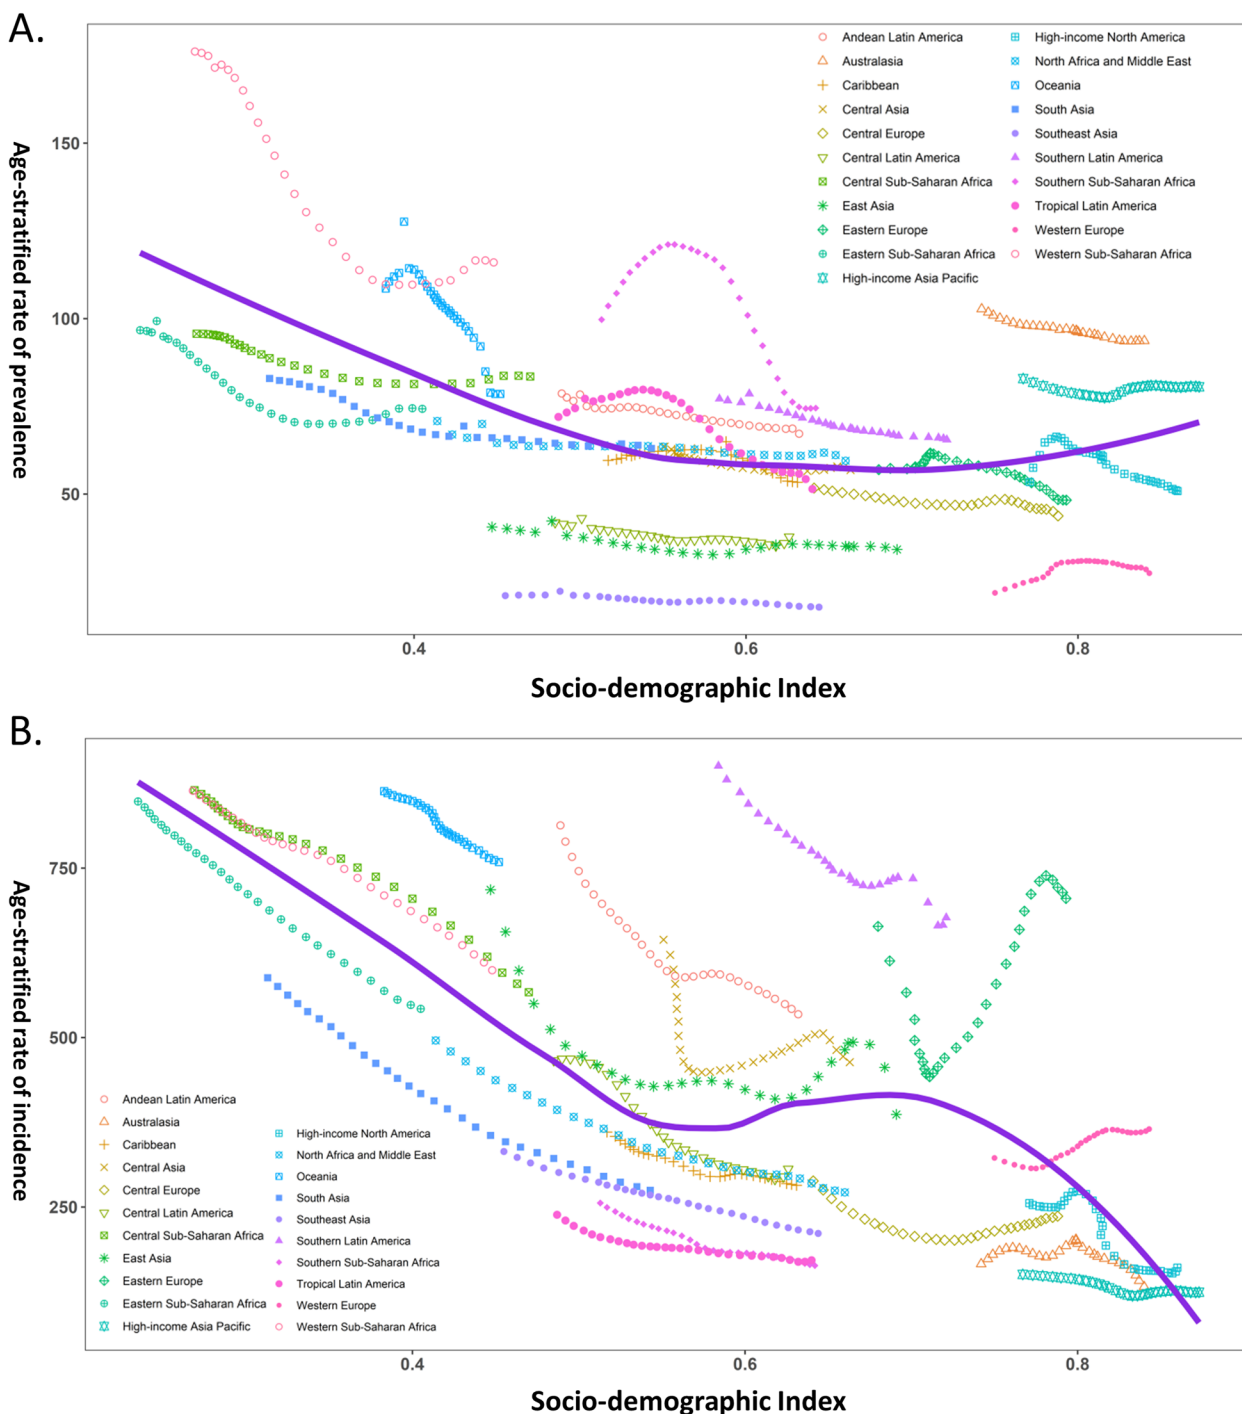 A.
Age-stratified rate of prevalence
150
100
50
Andean Latin America
Australasia
Caribbean
Central Asia
Central Europe
Central Latin America
Central Sub-Saharan Africa
East Asia
Eastern Europe
Eastern Sub-Saharan Africa
High-income Asia Pacific
High-income North America
North Africa and Middle East
Oceania
South Asia
Southeast Asia
Southern Latin America
Southern Sub-Saharan Africa
Tropical Latin America
Western Europe
Western Sub-Saharan Africa
0.4
0.6
0.8
Socio-demographic Index
B.
Age-stratified rate of incidence
750
500
250
Andean Latin America
Australasia
Caribbean
Central Asia
Central Europe
Central Latin America
Central Sub-Saharan Africa
East Asia
Eastern Europe
Eastern Sub-Saharan Africa
High-income Asia Pacific
High-income North America
North Africa and Middle East
Oceania
South Asia
Southeast Asia
Southern Latin America
Southern Sub-Saharan Africa
Tropical Latin America
Western Europe
Western Sub-Saharan Africa
0.4
0.6
0.8
Socio-demographic Index